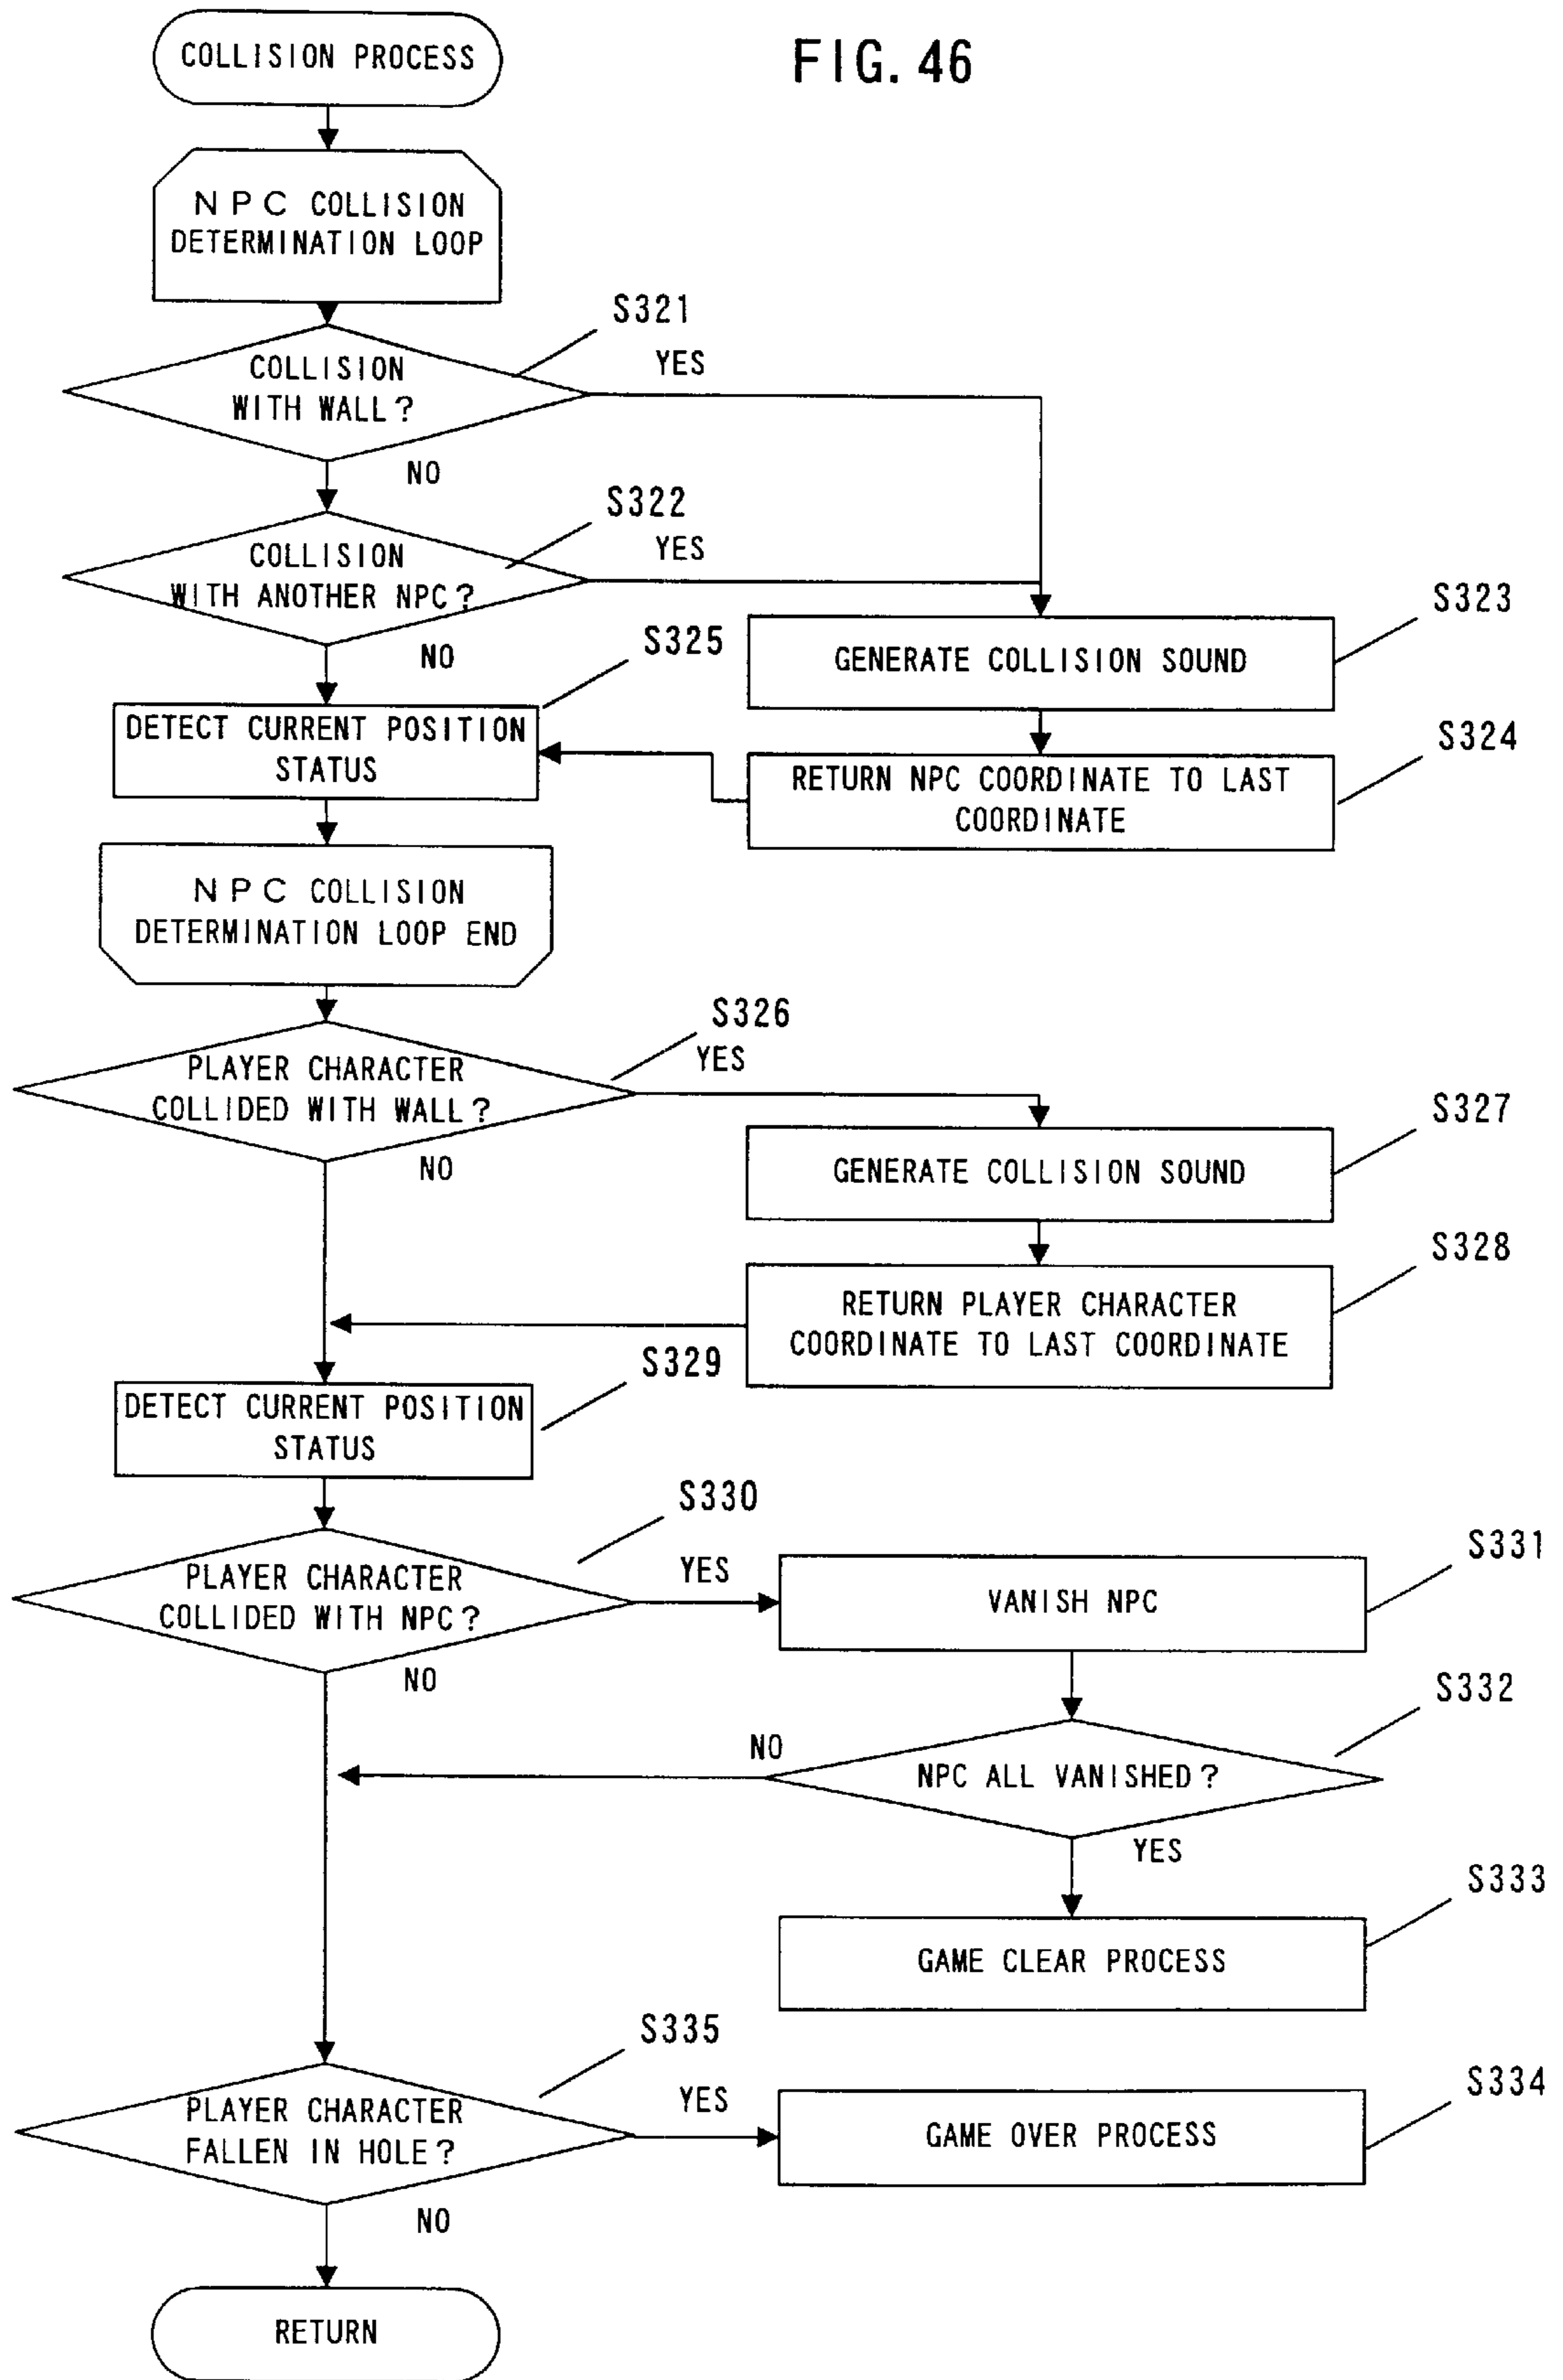 COLLISION PROCESS
FIG. 46
NPC COLLISION
DETERMINATION LOOP
S321
COLLISION
WITH WALL?
YES
NO
S322
COLLISION
WITH ANOTHER NPC?
YES
NO
S323
GENERATE COLLISION SOUND
S325
DETECT CURRENT POSITION
STATUS
S324
RETURN NPC COORDINATE TO LAST
COORDINATE
NPC COLLISION
DETERMINATION LOOP END
S326
PLAYER CHARACTER
COLLIDED WITH WALL?
YES
NO
S327
GENERATE COLLISION SOUND
S328
RETURN PLAYER CHARACTER
COORDINATE TO LAST COORDINATE
S329
DETECT CURRENT POSITION
STATUS
S330
PLAYER CHARACTER
COLLIDED WITH NPC?
YES
NO
S331
VANISH NPC
S332
NPC ALL VANISHED?
NO
YES
S333
GAME CLEAR PROCESS
S335
PLAYER CHARACTER
FALLEN IN HOLE?
YES
NO
S334
GAME OVER PROCESS
RETURN